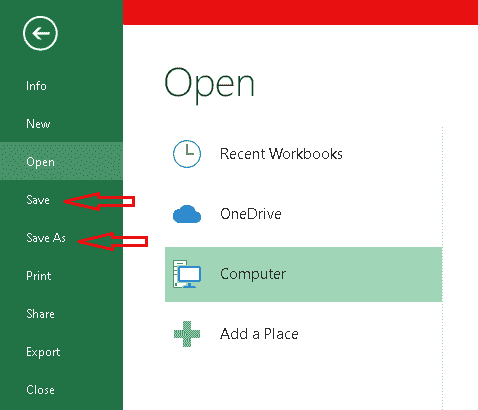 Info
New
Open
Save
Save As
Print
Share
Export
Close
Open
Recent Workbooks
OneDrive
Computer
Add a Place